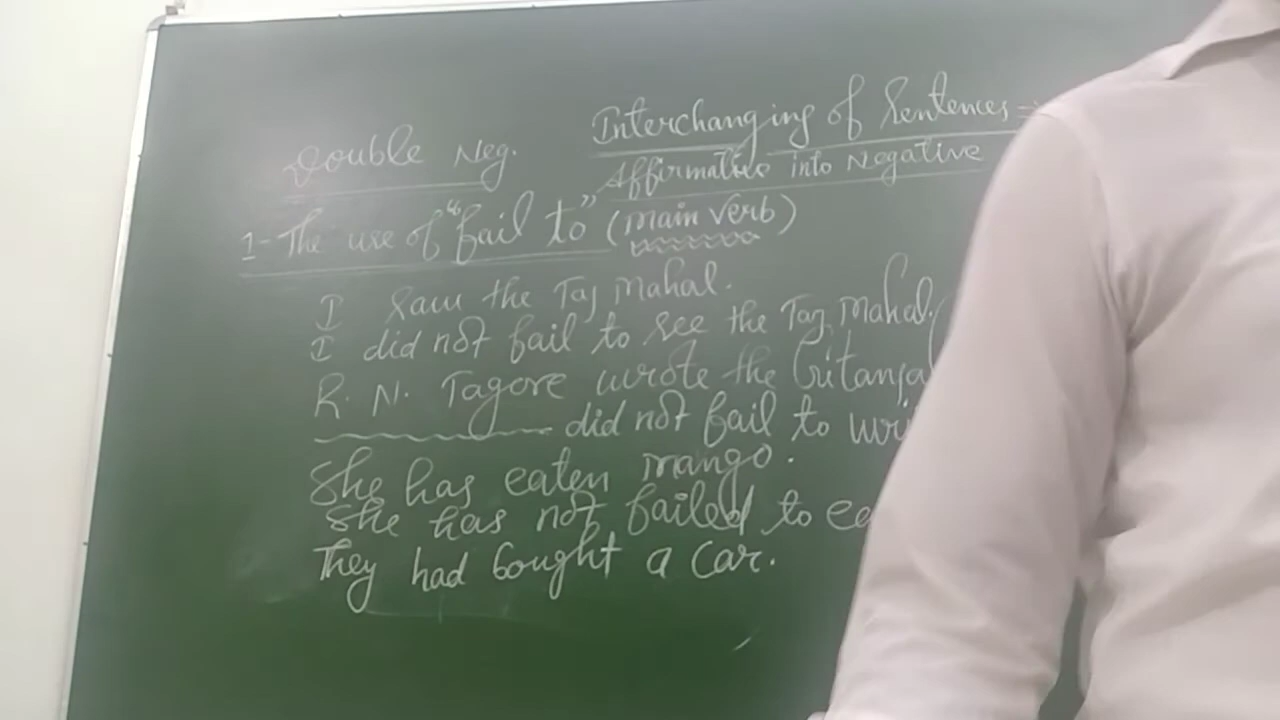 Interchanging of Sentences
Double Neg.
Affirmative into Negative
1- The use of "fail to" (main verb)
I saw the Taj Mahal.
I did not fail to see the Taj Mahal.
R. N. Tagore wrote the Gitanja
did not fail to wri
She has eaten mango.
She has not failed to ea
They had bought a car.